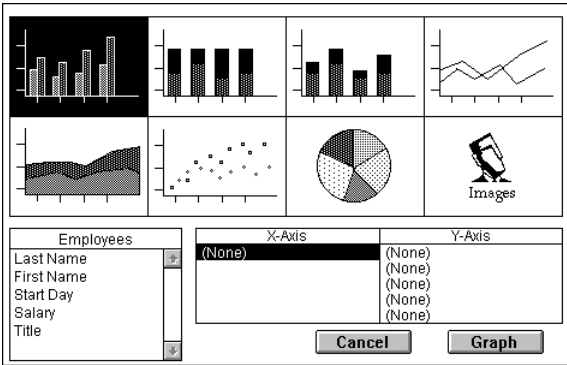 Images
Employees
Last Name
First Name
Start Day
Salary
Title
X-Axis
Y-Axis
(None)
(None)
(None)
(None)
(None)
(None)
Cancel
Graph